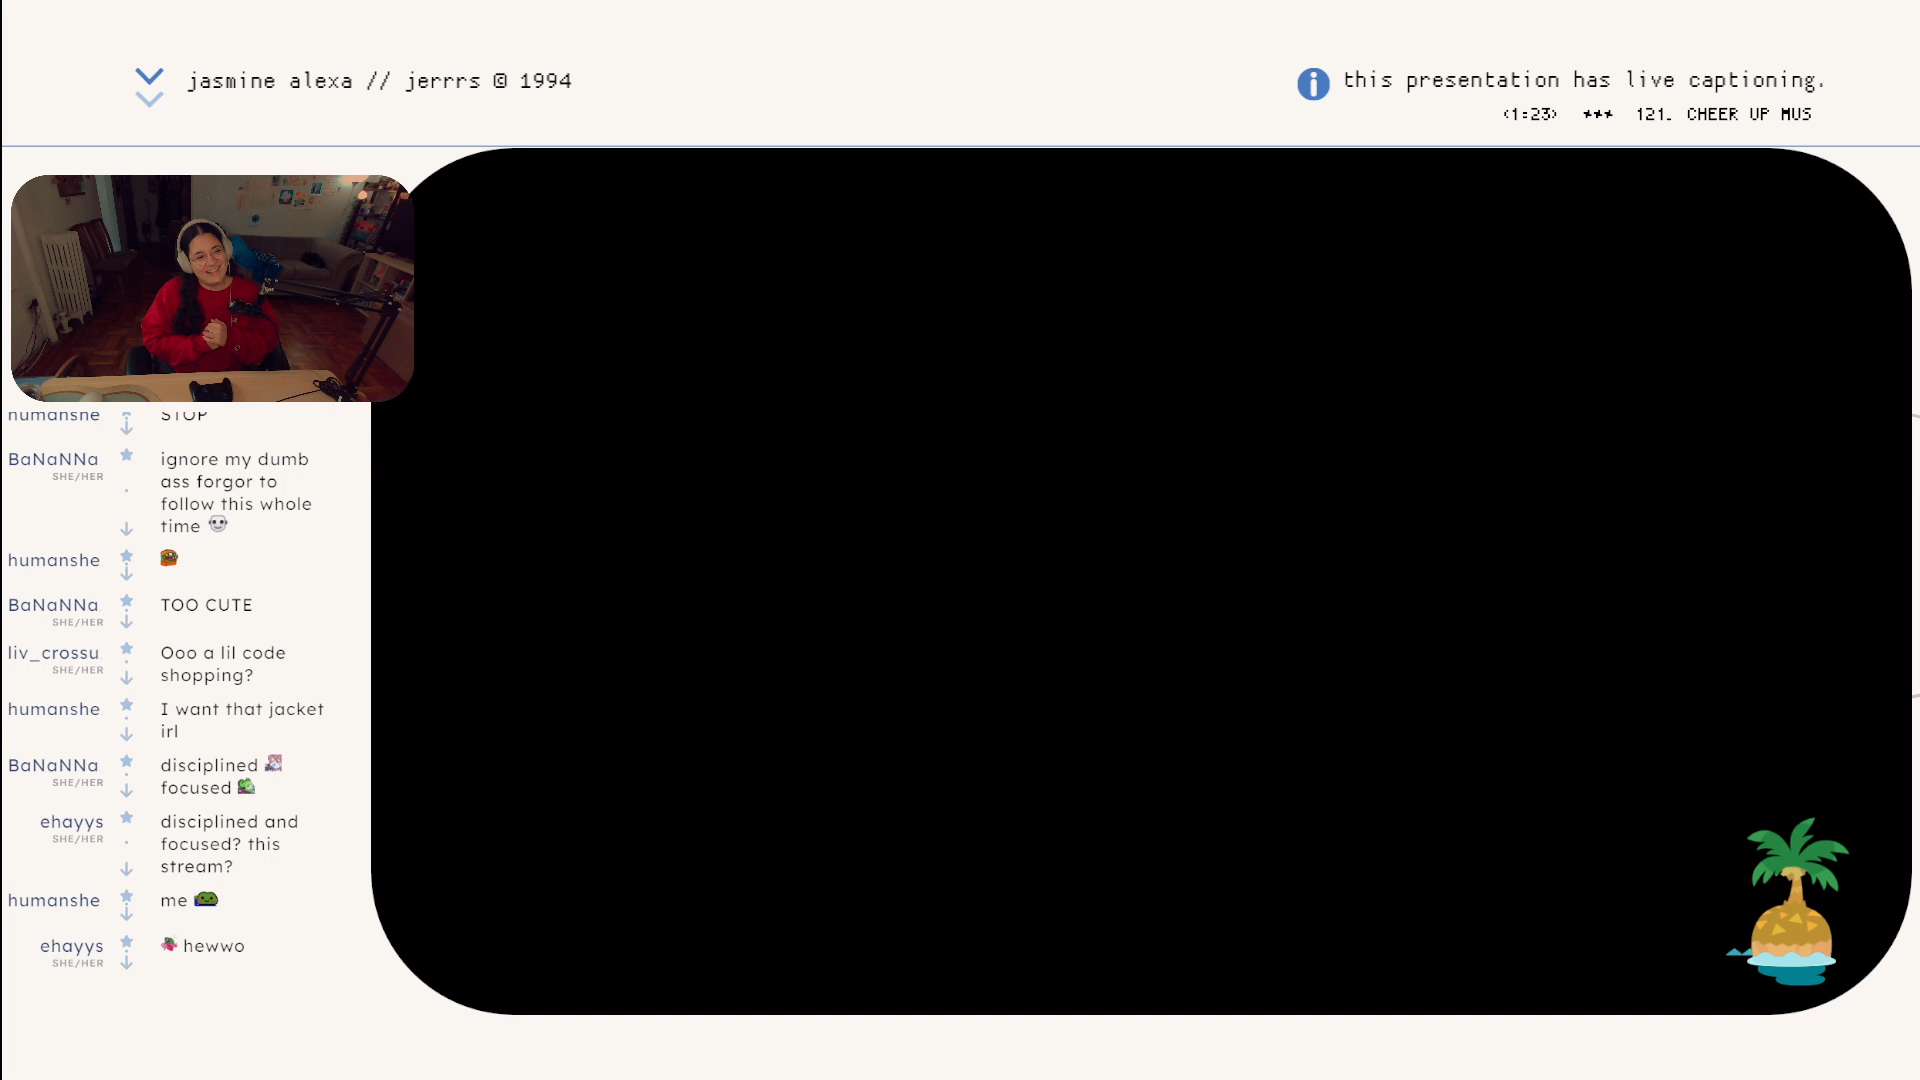 jasmine alexa // jerrrs @ 1994
this presentation has live captioning.
<1:23> *** 121. CHEER UP MUS
humanshe STOP
BaNaNNa ignore my dumb
SHE/HER ass forgor to
follow this whole
time
humanshe
BaNaNNa TOO CUTE
SHE/HER
liv_crossu Ooo a lil code
SHE/HER shopping?
humanshe I want that jacket
irl
BaNaNNa disciplined
SHE/HER focused
ehayys disciplined and
SHE/HER focused? this
stream?
humanshe me
ehayys hewwo
SHE/HER